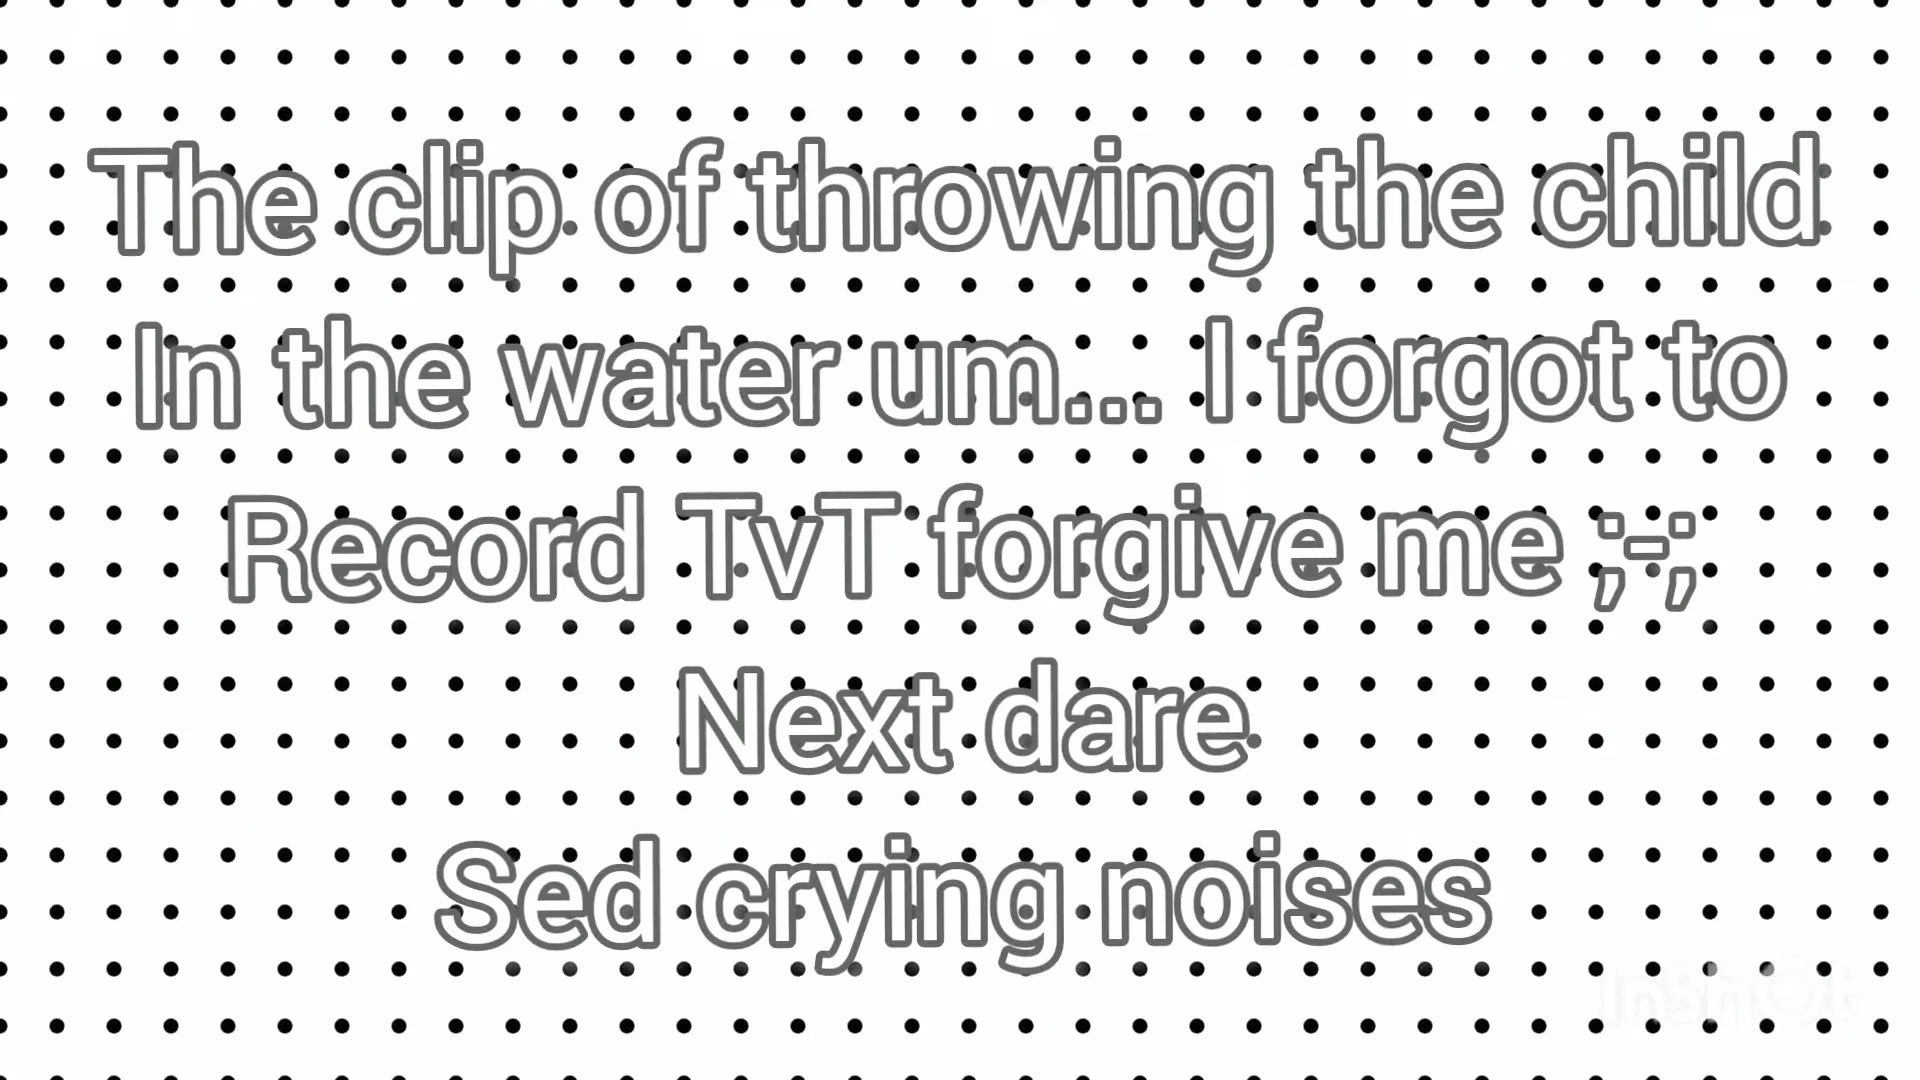 The clip of throwing the child
In the water um... I forgot to
Record TvT forgive me ;-;
Next dare
Sed crying noises
InShOt